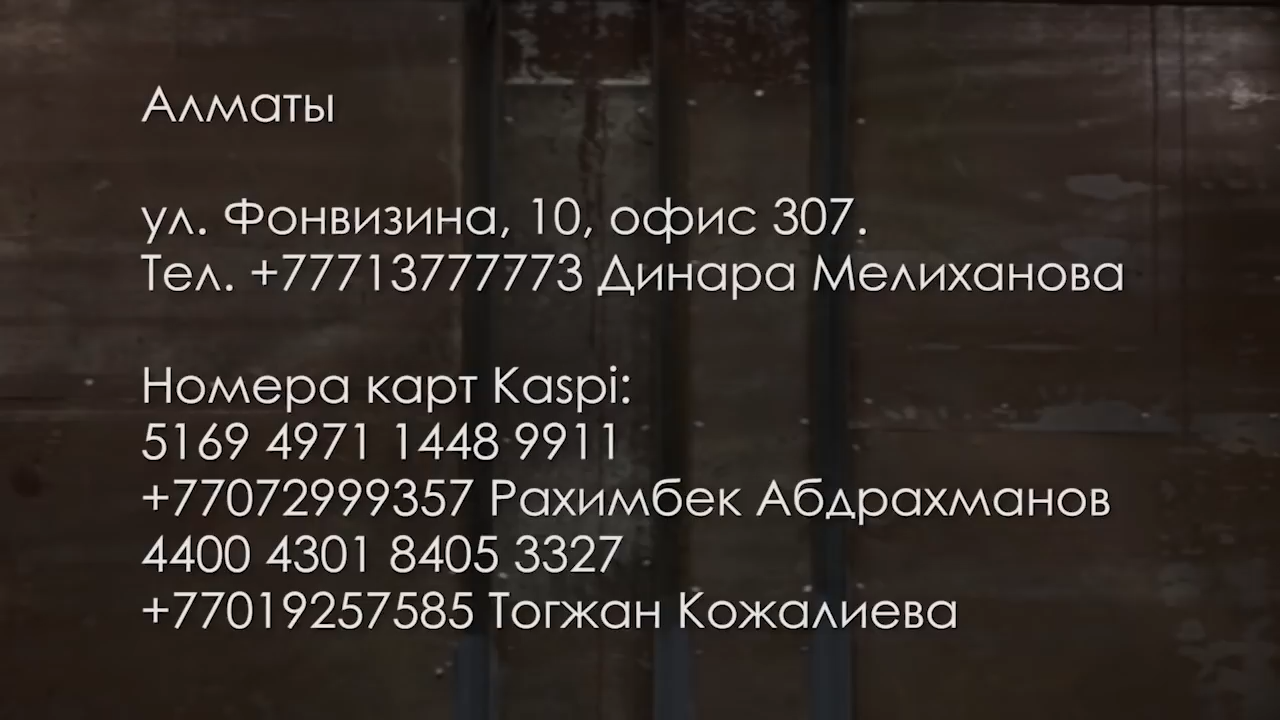 Алматы
ул. Фонвизина, 10, офис 307.
Тел. +77713777773 Динара Мелиханова
Номера карт Kaspi:
5169 4971 1448 9911
+77072999357 Рахимбек Абдрахманов
4400 4301 8405 3327
+77019257585 Тогжан Кожалиева